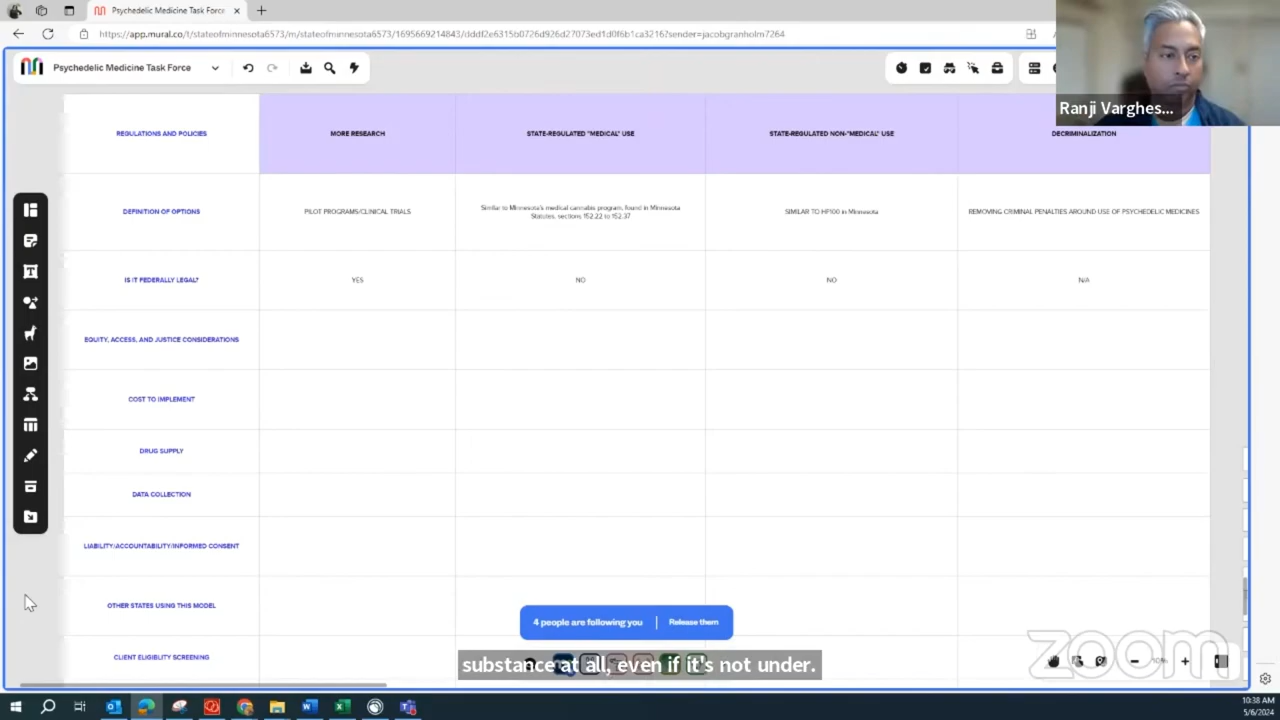 Psychedelic Medicine Task Force
https://app.mural.co/t/stateofminnesota6573/m/stateofminnesota6573/1695669214843/dddf2e6315b0726d926d27073ed1d0f6b1ca3216?sender=jacobgranholm7264
Psychedelic Medicine Task Force
Ranji Varghes...
REGULATIONS AND POLICIES
MORE RESEARCH
STATE-REGULATED "MEDICAL" USE
STATE-REGULATED NON-"MEDICAL" USE
DECRIMINALIZATION
DEFINITION OF OPTIONS
PILOT PROGRAMS/CLINICAL TRIALS
Similar to Minnesota's medical cannabis program, found in Minnesota
Statutes, sections 152.22 to 152.37
SIMILAR TO HF100 in Minnesota
REMOVING CRIMINAL PENALTIES AROUND USE OF PSYCHEDELIC MEDICINES
IS IT FEDERALLY LEGAL?
YES
NO
NO
N/A
EQUITY, ACCESS, AND JUSTICE CONSIDERATIONS
COST TO IMPLEMENT
DRUG SUPPLY
DATA COLLECTION
LIABILITY/ACCOUNTABILITY/INFORMED CONSENT
OTHER STATES USING THIS MODEL
4 people are following you
Release them
CLIENT ELIGIBLITY SCREENING
substance at all, even if it's not under.
zoom
10%
10:38 AM
5/6/2024